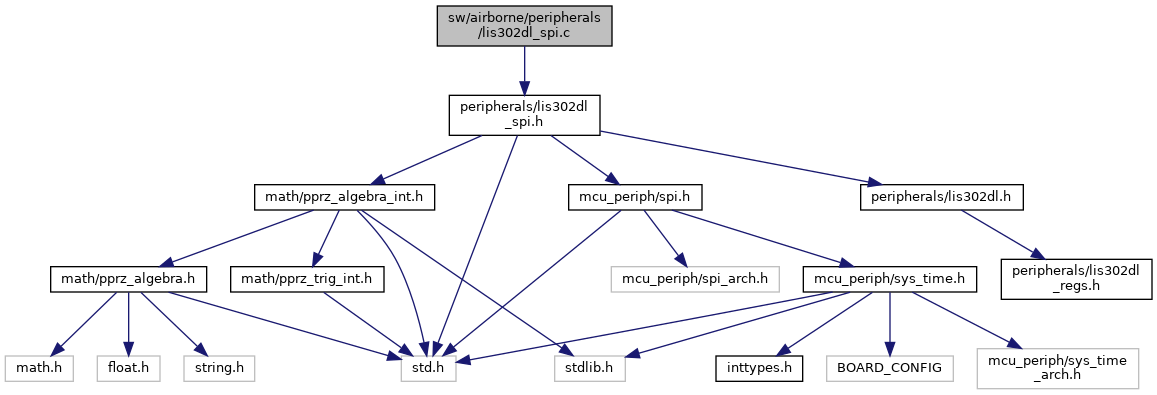 sw/airborne/peripherals
/lis302dl_spi.c
peripherals/lis302dl
_spi.h
math/pprz_algebra_int.h
mcu_periph/spi.h
peripherals/lis302dl.h
math/pprz_algebra.h
math/pprz_trig_int.h
mcu_periph/spi_arch.h
mcu_periph/sys_time.h
peripherals/lis302dl
_regs.h
math.h
float.h
string.h
std.h
stdlib.h
inttypes.h
BOARD_CONFIG
mcu_periph/sys_time
_arch.h